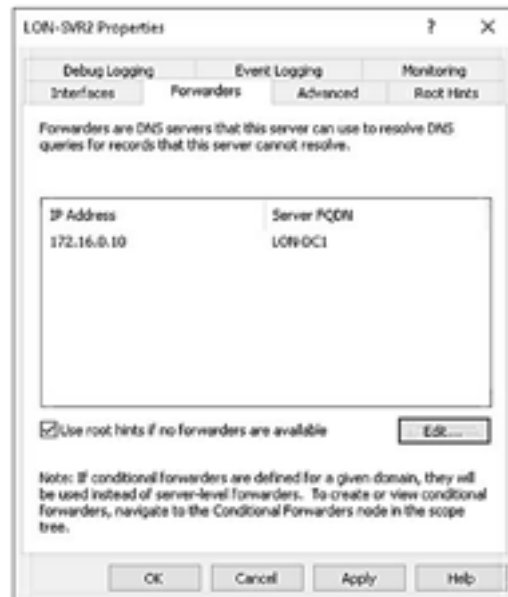 LON-SVR2 Properties ? ✕
Debug Logging Event Logging Monitoring
Interfaces Forwarders Advanced Root Hints
Forwarders are DNS servers that this server can use to resolve DNS
queries for records that this server cannot resolve.
IP Address Server FQDN
172.16.0.10 LON-DC1
Use root hints if no forwarders are available Edit...
Note: If conditional forwarders are defined for a given domain, they will
be used instead of server-level forwarders. To create or view conditional
forwarders, navigate to the Conditional Forwarders node in the scope
tree.
OK Cancel Apply Help